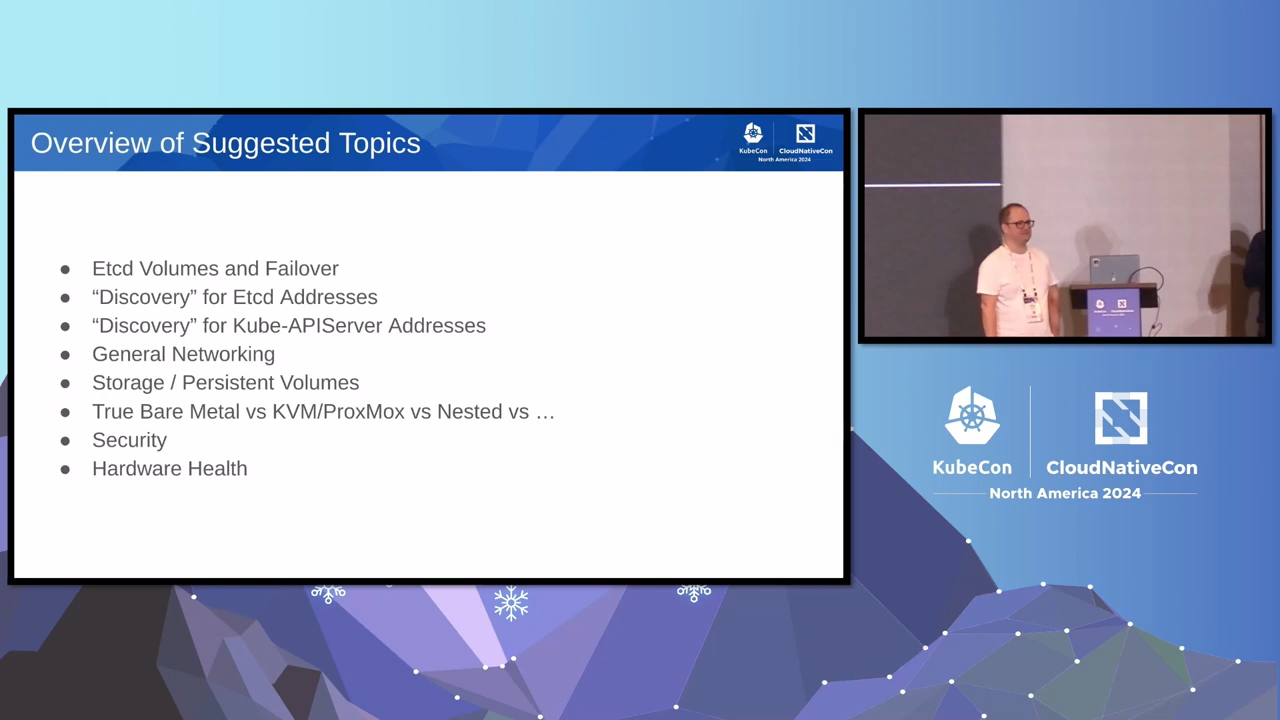 Overview of Suggested Topics
KubeCon
CloudNativeCon
North America 2024
● Etcd Volumes and Failover
● “Discovery” for Etcd Addresses
● “Discovery” for Kube-APIServer Addresses
● General Networking
● Storage / Persistent Volumes
● True Bare Metal vs KVM/ProxMox vs Nested vs …
● Security
● Hardware Health
KubeCon
CloudNativeCon
North America 2024